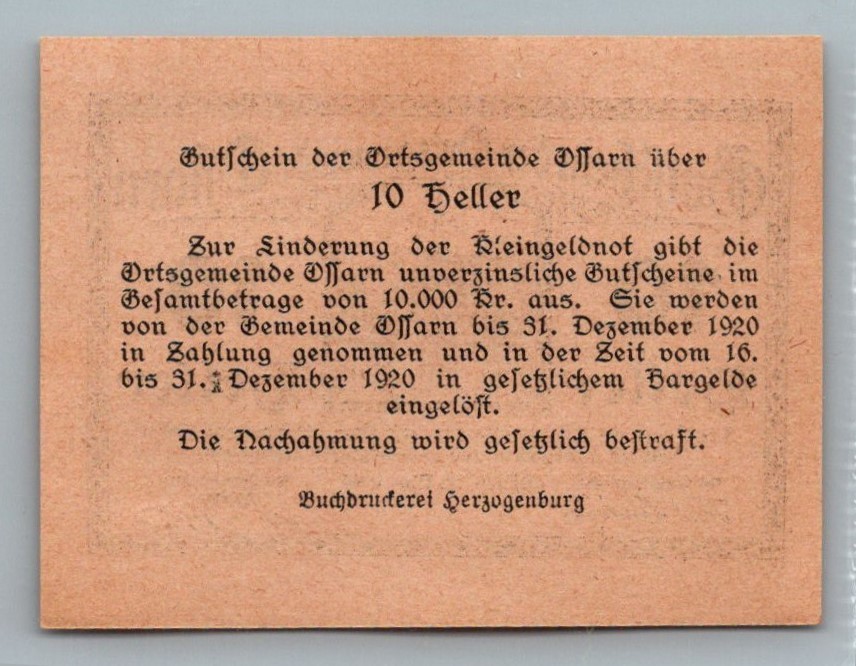 Gutschein der Ortsgemeinde Ossarn über
10 Heller
Zur Linderung der Kleingeldnot gibt die
Ortsgemeinde Ossarn unverzinsliche Gutscheine im
Gesamtbetrage von 10.000 Kr. aus. Sie werden
von der Gemeinde Ossarn bis 31. Dezember 1920
in Zahlung genommen und in der Zeit vom 16.
bis 31. Dezember 1920 in gesetzlichem Bargelde
eingelöst.
Die Nachahmung wird gesetzlich bestraft.
Buchdruckerei Herzogenburg